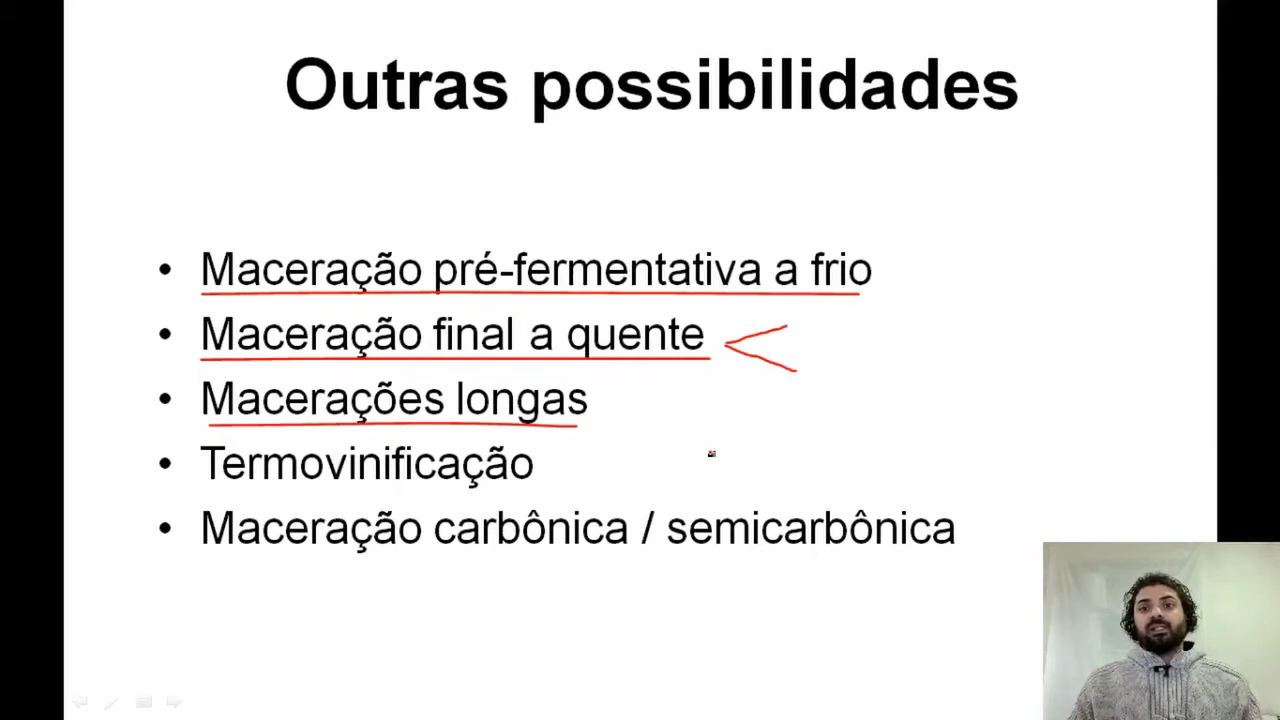 Outras possibilidades
• Maceração pré-fermentativa a frio
• Maceração final a quente
• Macerações longas
• Termovinificação
• Maceração carbônica / semicarbônica